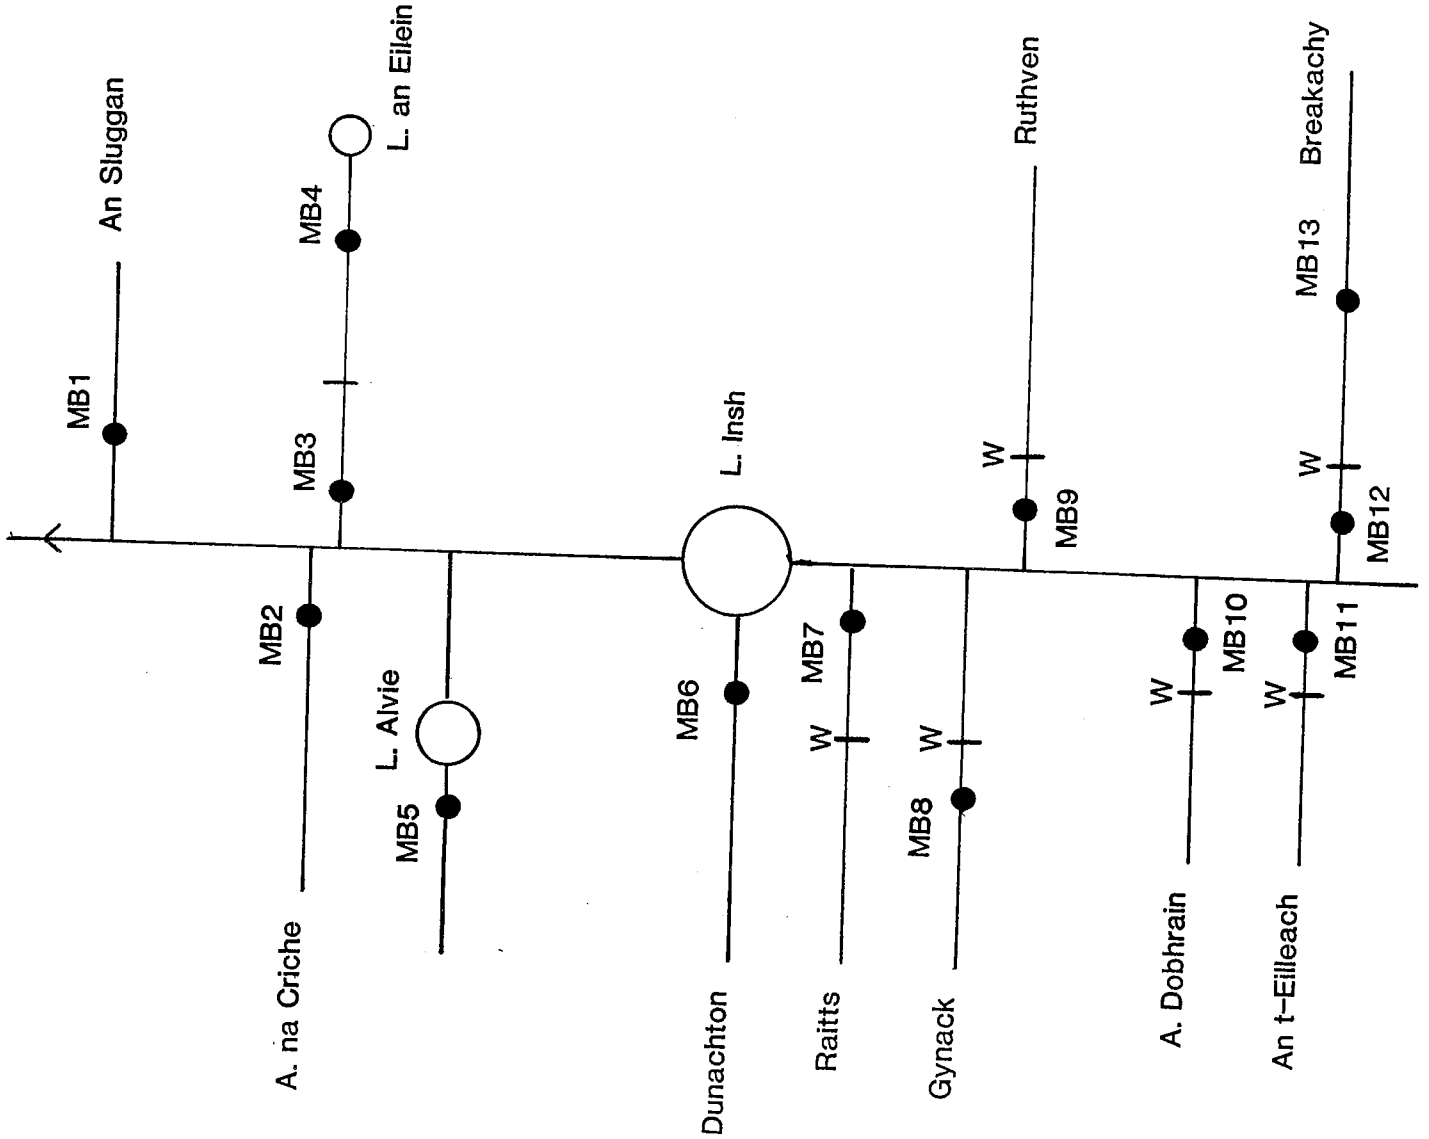 An Sluggan
MB1
L. an Eilein
MB4
MB3
MB2
A. na Criche
L. Alvie
MB5
L. Insh
MB6
Dunachton
MB7
W
Raitts
W
MB8
Gynack
Ruthven
W
MB9
W
MB10
A. Dobhrain
W
MB11
An t-Eilleach
Breakachy
MB13
W
MB12